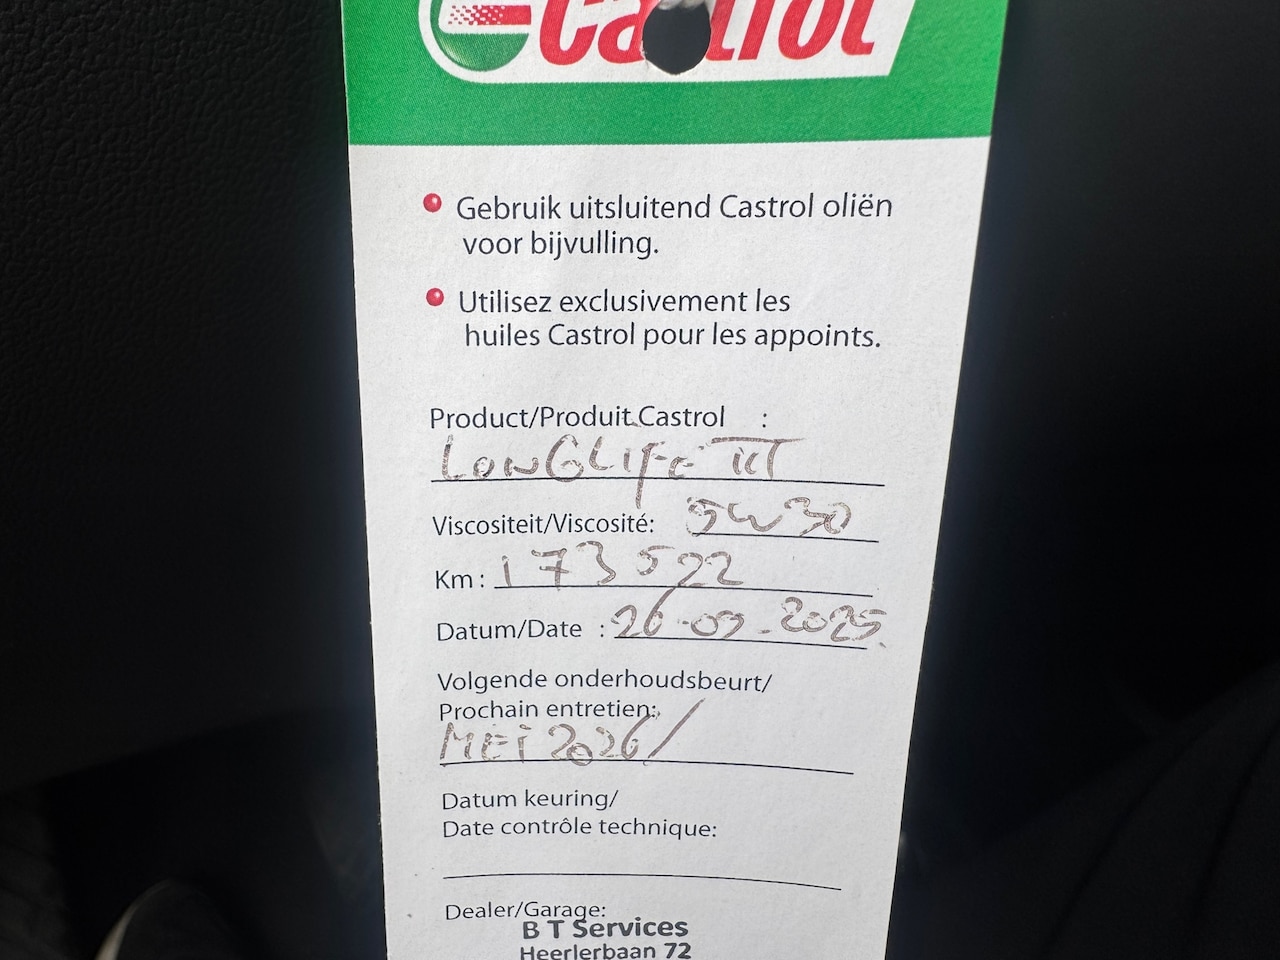 Castrol
Gebruik uitsluitend Castrol oliën
voor bijvulling.
Utilisez exclusivement les
huiles Castrol pour les appoints.
Product/Produit Castrol :
LONGLIFE III
Viscositeit/Viscosité: 5W30
Km : 173522
Datum/Date : 26-09-2025
Volgende onderhoudsbeurt/
Prochain entretien:
MEi 2026/
Datum keuring/
Date contrôle technique:
Dealer/Garage:
B T Services
Heerlerbaan 72